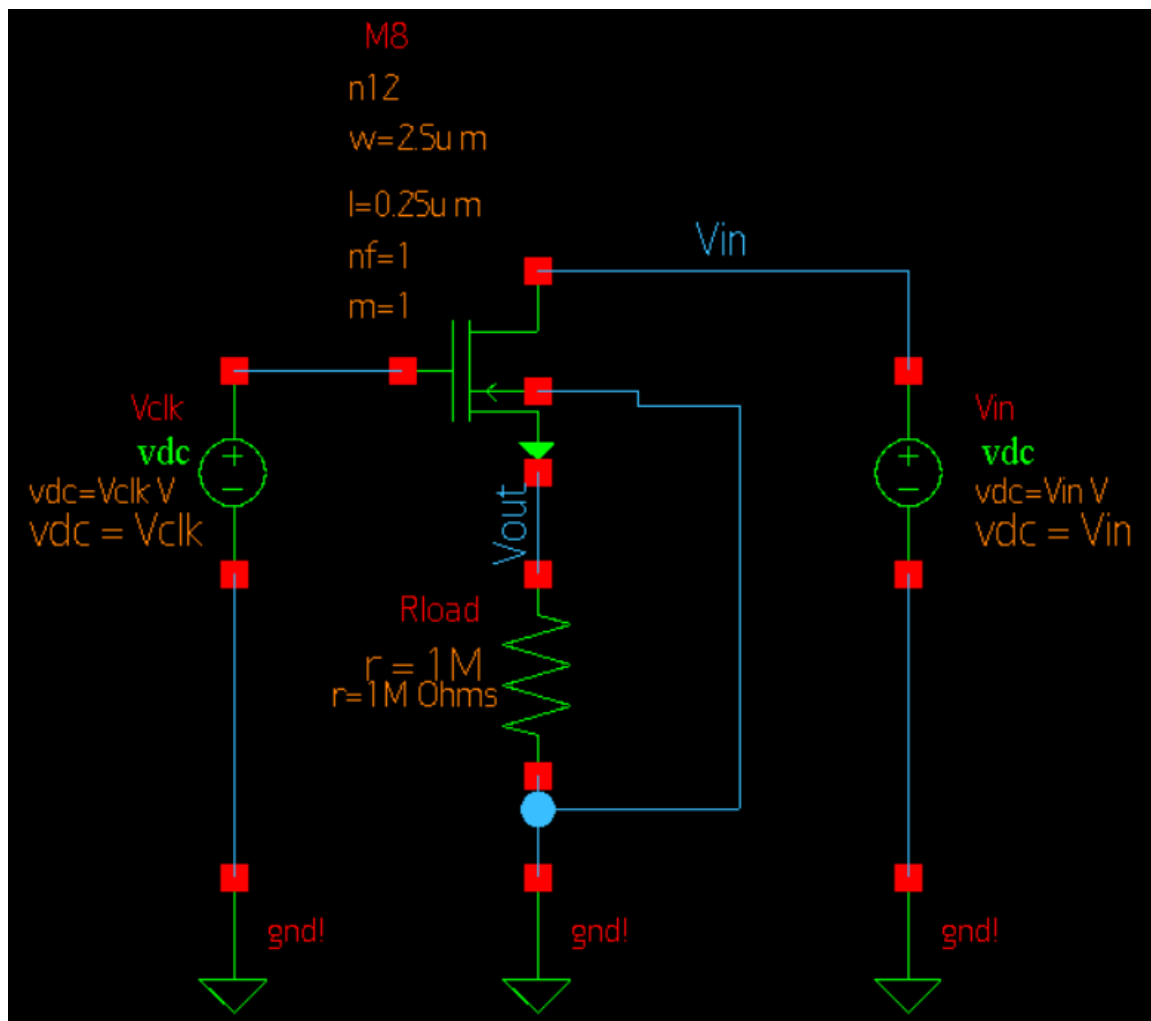 M8
n12
w=2.5u m
l=0.25u m
nf=1
m=1
Vin
Vclk
vdc
vdc=Vclk V
vdc = Vclk
Vin
vdc
vdc=Vin V
vdc = Vin
Vout
Rload
r = 1M
r=1M Ohms
gnd!
gnd!
gnd!